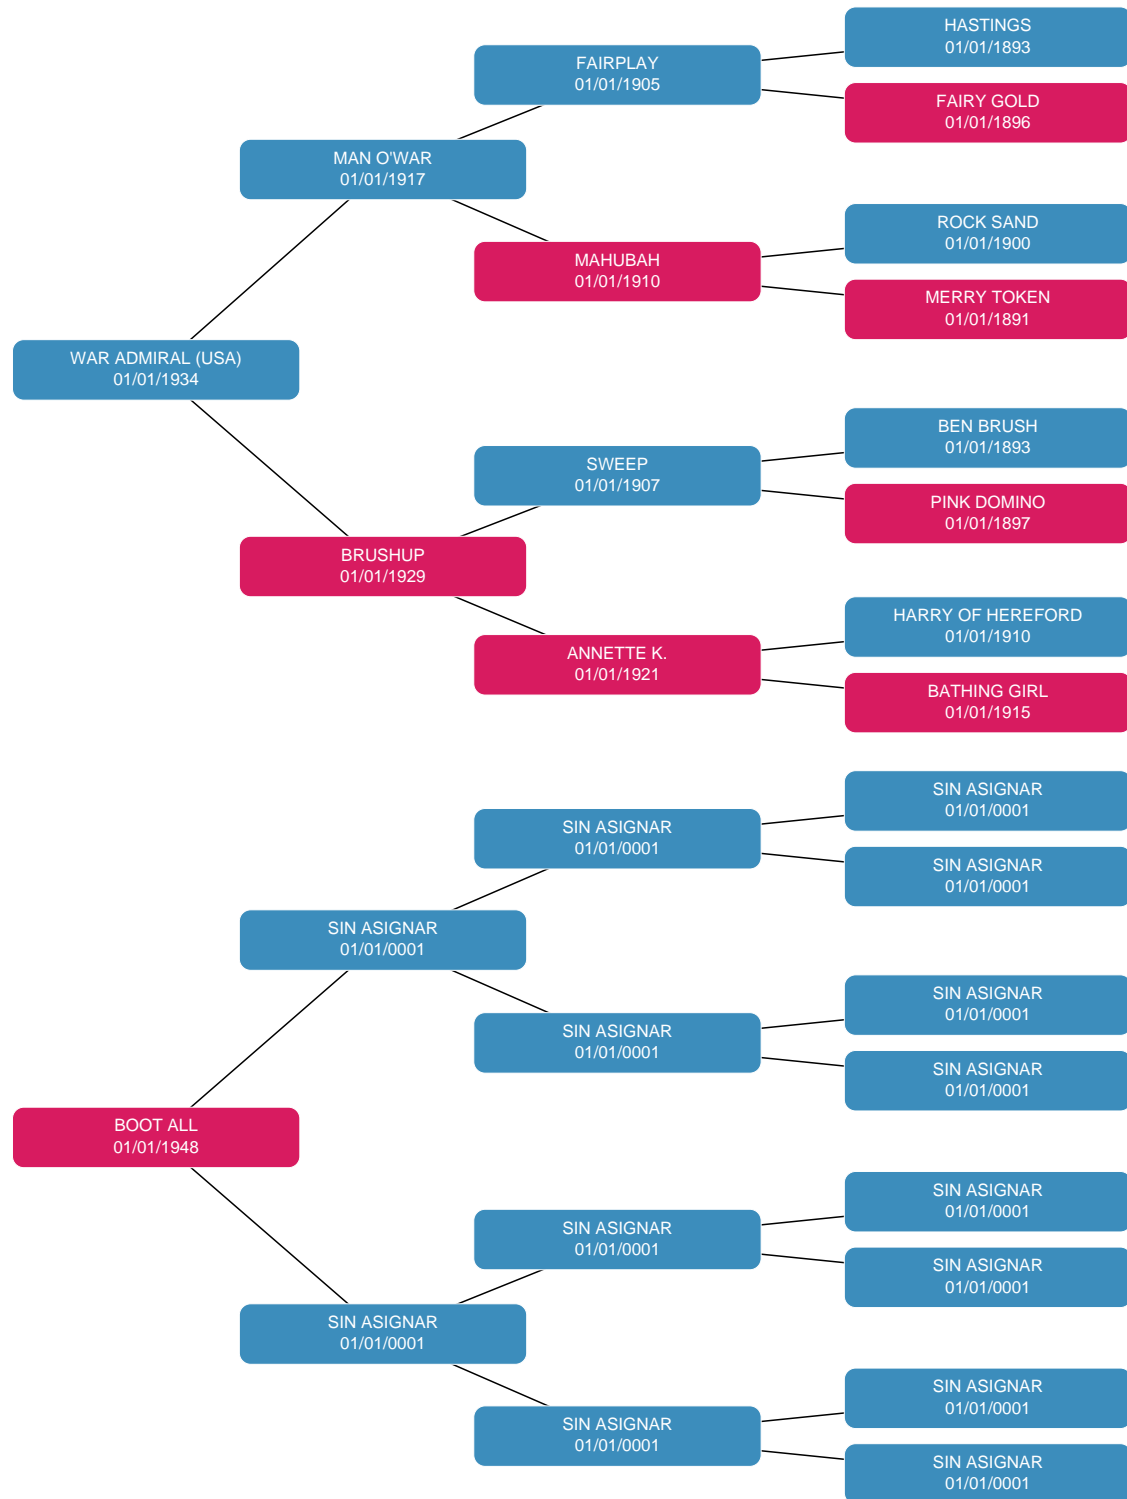 HASTINGS
01/01/1893
FAIRPLAY
01/01/1905
FAIRY GOLD
01/01/1896
MAN O'WAR
01/01/1917
ROCK SAND
01/01/1900
MAHUBAH
01/01/1910
MERRY TOKEN
01/01/1891
WAR ADMIRAL (USA)
01/01/1934
BEN BRUSH
01/01/1893
SWEEP
01/01/1907
PINK DOMINO
01/01/1897
BRUSHUP
01/01/1929
HARRY OF HEREFORD
01/01/1910
ANNETTE K.
01/01/1921
BATHING GIRL
01/01/1915
SIN ASIGNAR
01/01/0001
SIN ASIGNAR
01/01/0001
SIN ASIGNAR
01/01/0001
SIN ASIGNAR
01/01/0001
SIN ASIGNAR
01/01/0001
SIN ASIGNAR
01/01/0001
SIN ASIGNAR
01/01/0001
BOOT ALL
01/01/1948
SIN ASIGNAR
01/01/0001
SIN ASIGNAR
01/01/0001
SIN ASIGNAR
01/01/0001
SIN ASIGNAR
01/01/0001
SIN ASIGNAR
01/01/0001
SIN ASIGNAR
01/01/0001
SIN ASIGNAR
01/01/0001